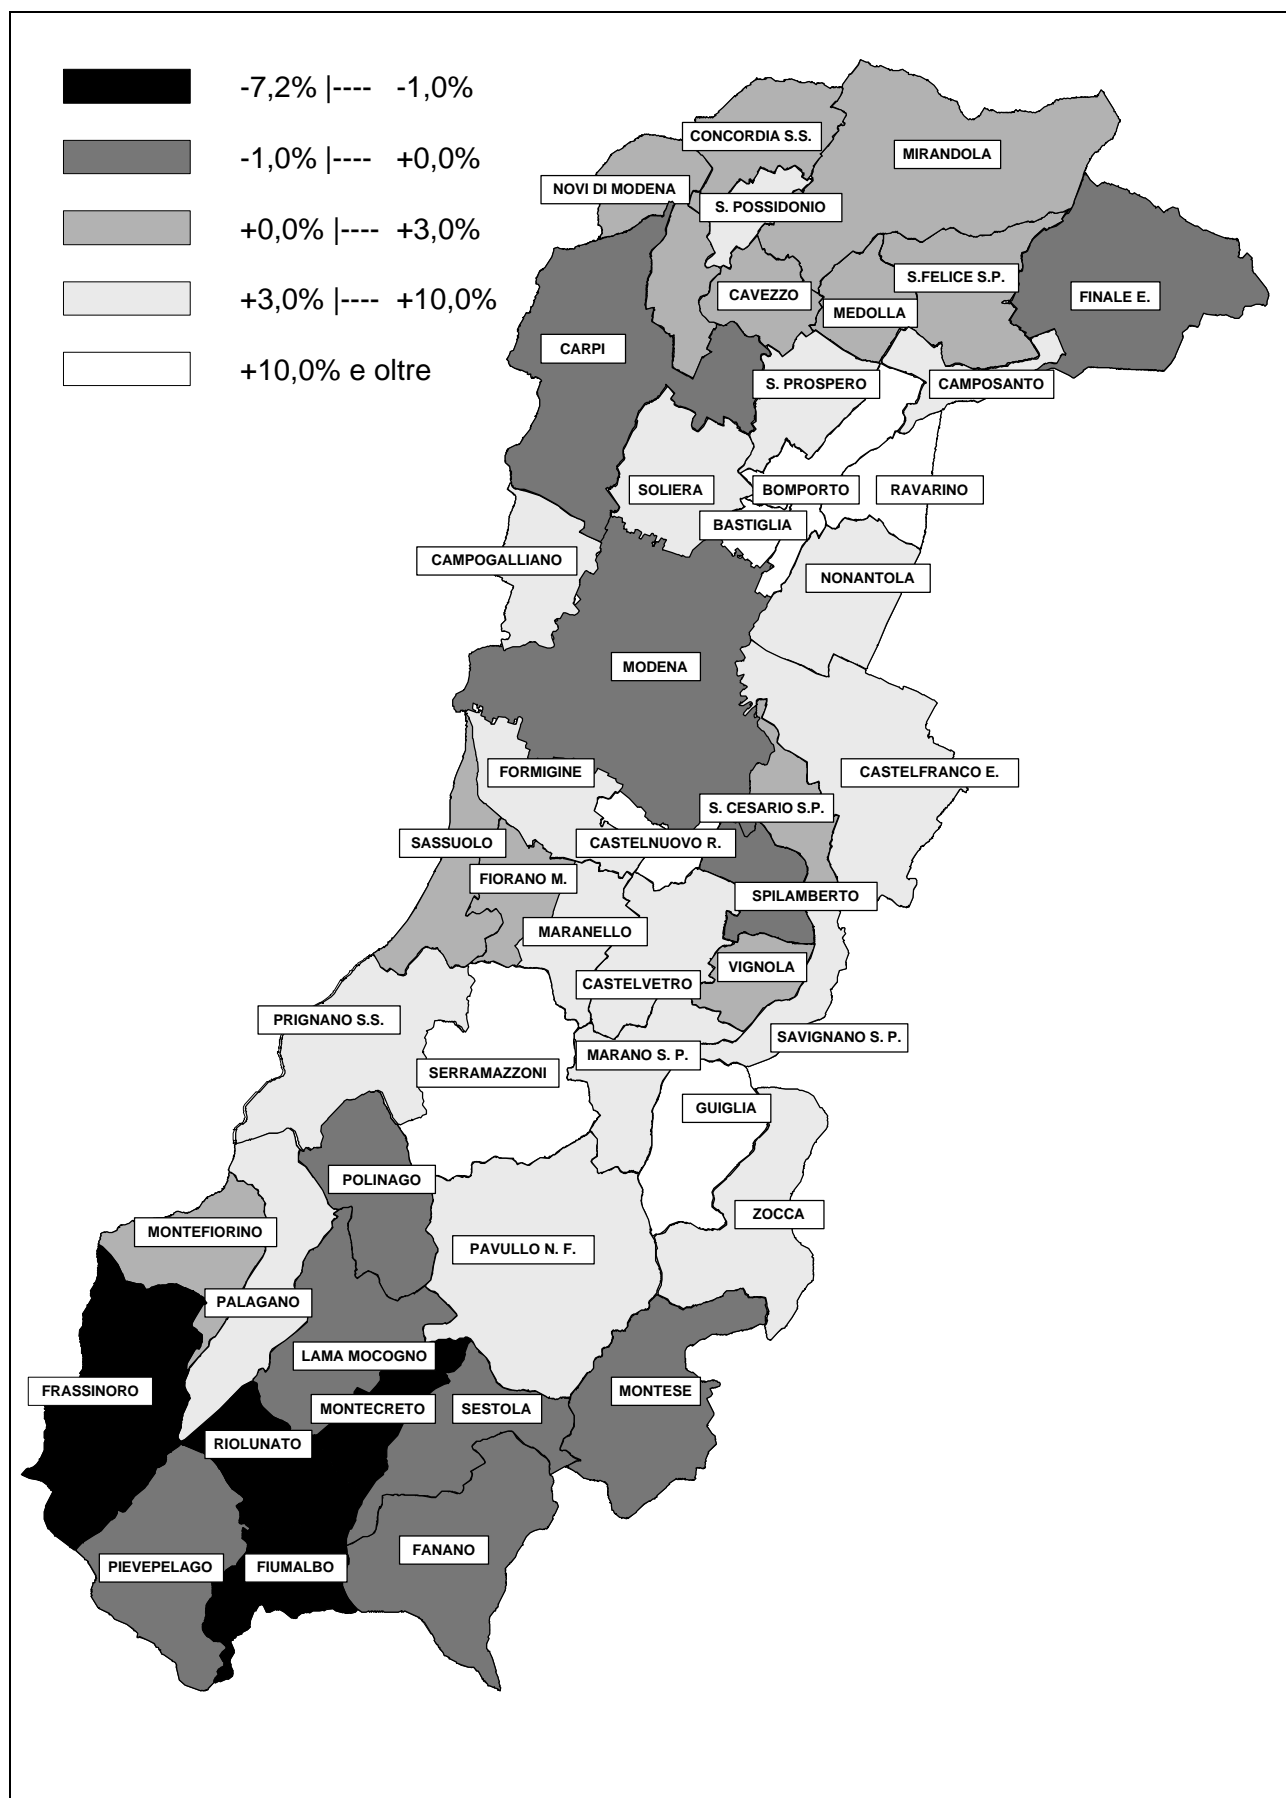 -7,2% |---- -1,0%
-1,0% |---- +0,0%
+0,0% |---- +3,0%
+3,0% |---- +10,0%
+10,0% e oltre
CONCORDIA S.S.
MIRANDOLA
NOVI DI MODENA
S. POSSIDONIO
S.FELICE S.P.
CAVEZZO
FINALE E.
MEDOLLA
CARPI
S. PROSPERO
CAMPOSANTO
SOLIERA
BOMPORTO
RAVARINO
BASTIGLIA
CAMPOGALLIANO
NONANTOLA
MODENA
FORMIGINE
CASTELFRANCO E.
S. CESARIO S.P.
SASSUOLO
CASTELNUOVO R.
FIORANO M.
SPILAMBERTO
MARANELLO
VIGNOLA
CASTELVETRO
PRIGNANO S.S.
SAVIGNANO S. P.
MARANO S. P.
SERRAMAZZONI
GUIGLIA
POLINAGO
ZOCCA
MONTEFIORINO
PAVULLO N. F.
PALAGANO
LAMA MOCOGNO
FRASSINORO
MONTESE
MONTECRETO
SESTOLA
RIOLUNATO
FANANO
PIEVEPELAGO
FIUMALBO